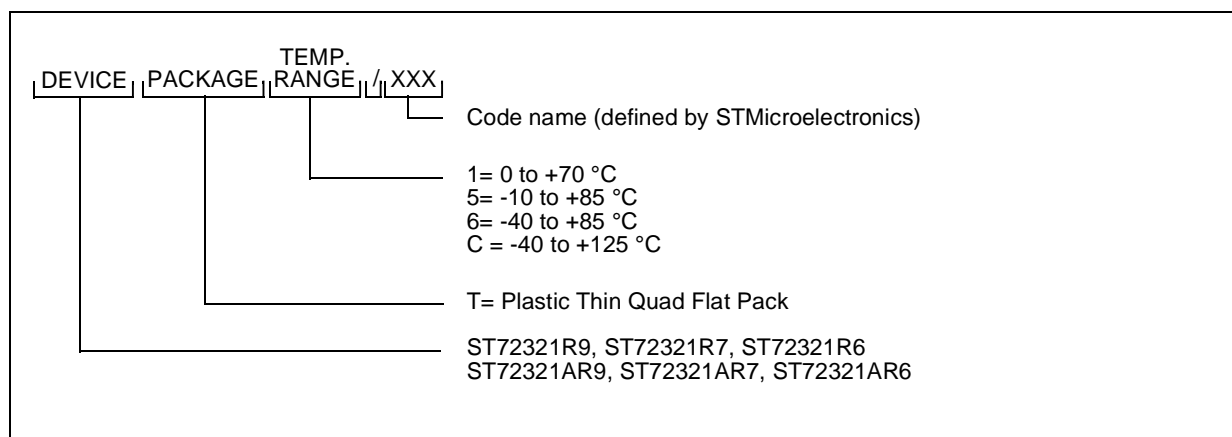 TEMP.
DEVICE PACKAGE RANGE / XXX
Code name (defined by STMicroelectronics)
1= 0 to +70 °C
5= -10 to +85 °C
6= -40 to +85 °C
C = -40 to +125 °C
T= Plastic Thin Quad Flat Pack
ST72321R9, ST72321R7, ST72321R6
ST72321AR9, ST72321AR7, ST72321AR6